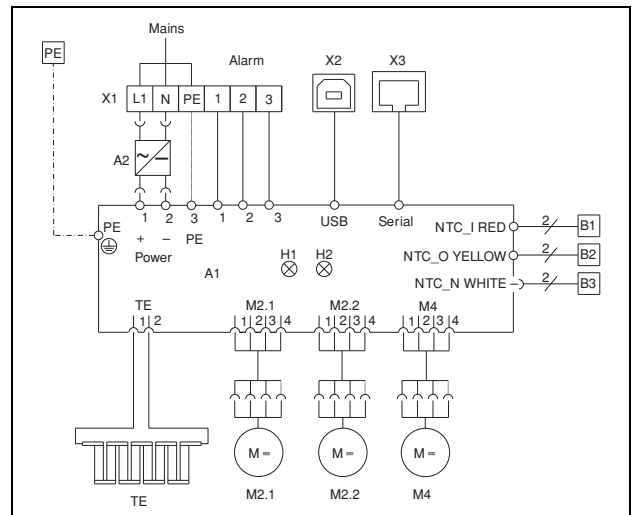 Mains
PE
Alarm
X2
X3
X1
L1
N
PE
1
2
3
A2
PE
1
2
3
1
2
3
USB
Serial
+
–
PE
Power
A1
H1
H2
NTC_I RED
2
B1
NTC_O YELLOW
2
B2
NTC_N WHITE
2
B3
TE
1 2
M2.1
1 2 3 4
M2.2
1 2 3 4
M4
1 2 3 4
M =
M =
M =
TE
M2.1
M2.2
M4